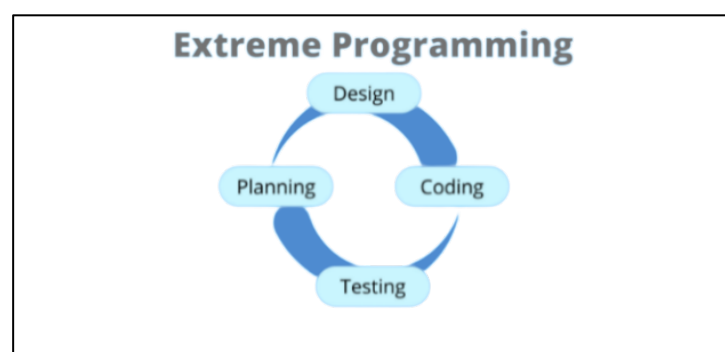 Extreme Programming
Design
Planning
Coding
Testing